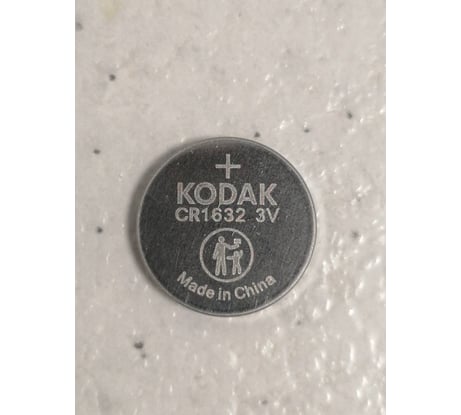 +
KODAK
CR1632 3V
Made in China